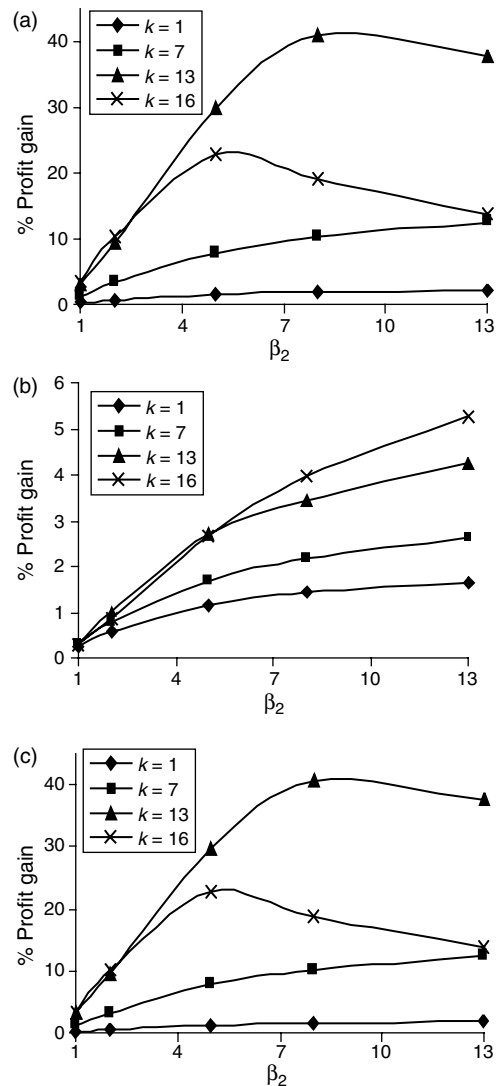 (a)
k = 1
k = 7
k = 13
k = 16
% Profit gain
40
30
20
10
0
1 4 7 10 13
β2
(b)
k = 1
k = 7
k = 13
k = 16
% Profit gain
6
5
4
3
2
1
0
1 4 7 10 13
β2
(c)
k = 1
k = 7
k = 13
k = 16
% Profit gain
40
30
20
10
0
1 4 7 10 13
β2